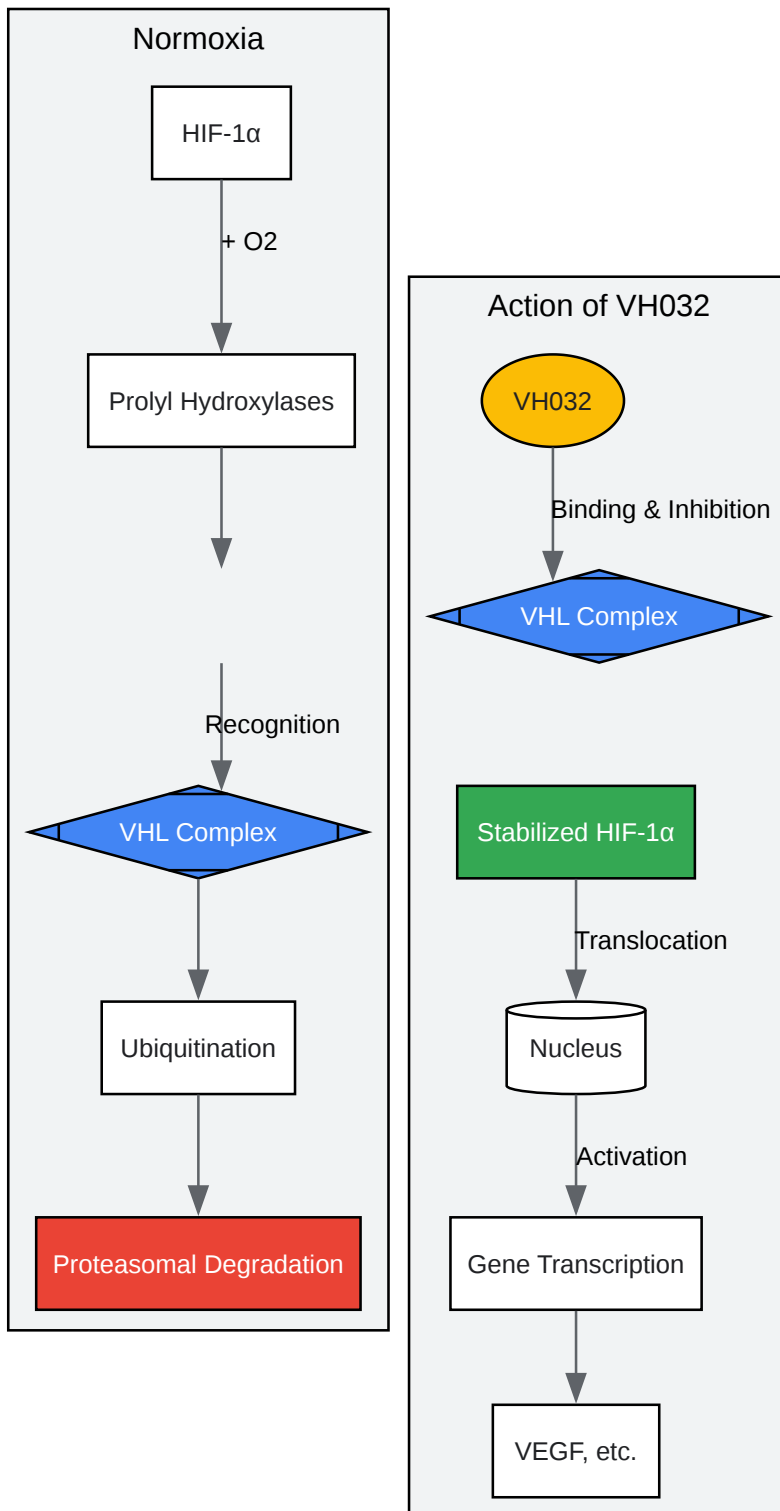 Normoxia
HIF-1α
+ O2
Prolyl Hydroxylases
Recognition
VHL Complex
Ubiquitination
Proteasomal Degradation
Action of VH032
VH032
Binding & Inhibition
VHL Complex
Stabilized HIF-1α
Translocation
Nucleus
Activation
Gene Transcription
VEGF, etc.